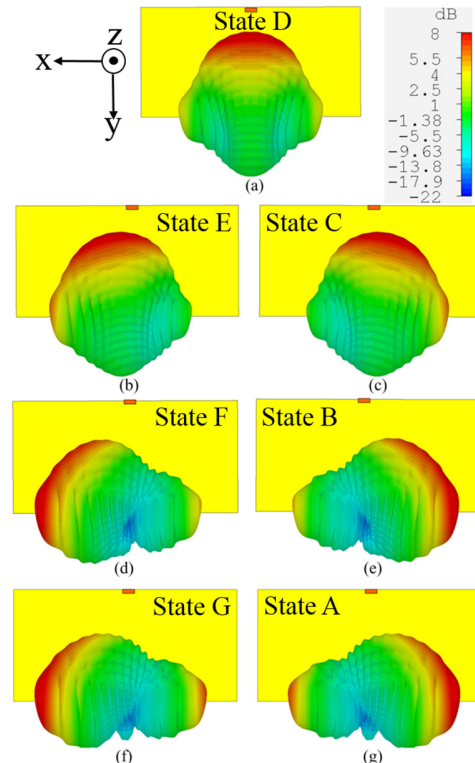 State D
dB
x
z
y
8
5.5
4
2.5
1
-1.38
-5.5
-9.63
-13.8
-17.9
-22
(a)
State E
State C
(b)
(c)
State F
State B
(d)
(e)
State G
State A
(f)
(g)